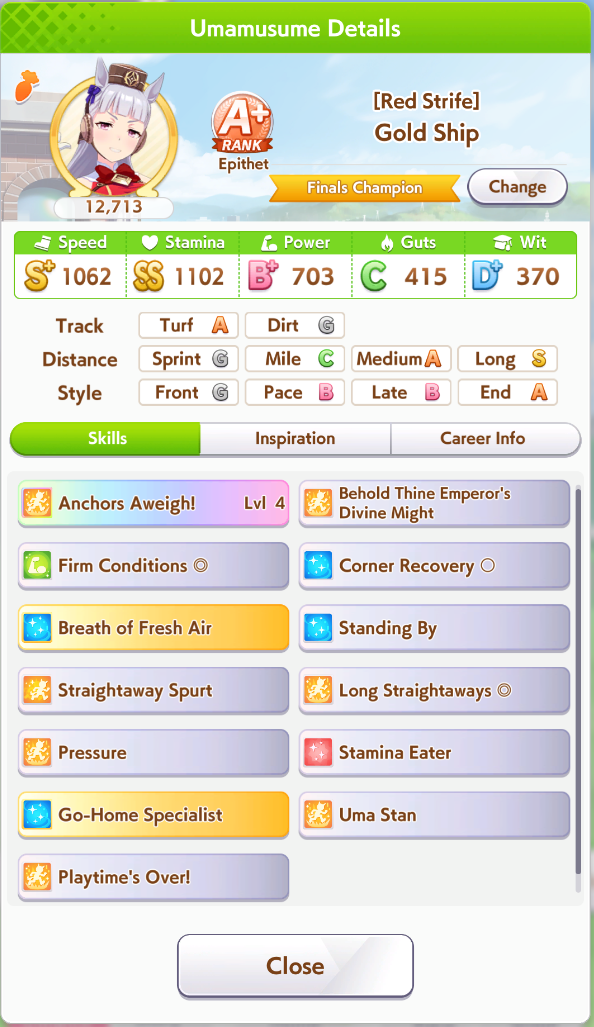 Umamusume Details
A+
RANK
Epithet
[Red Strife]
Gold Ship
12,713
Finals Champion
Change
Speed Stamina Power Guts Wit
S+ 1062 SS 1102 B+ 703 C 415 D+ 370
Track Turf A Dirt G
Distance Sprint G Mile C Medium A Long S
Style Front G Pace B Late B End A
Skills Inspiration Career Info
Anchors Aweigh! Lvl 4
Behold Thine Emperor's
Divine Might
Firm Conditions ◎
Corner Recovery ○
Breath of Fresh Air
Standing By
Straightaway Spurt
Long Straightaways ◎
Pressure
Stamina Eater
Go-Home Specialist
Uma Stan
Playtime's Over!
Close